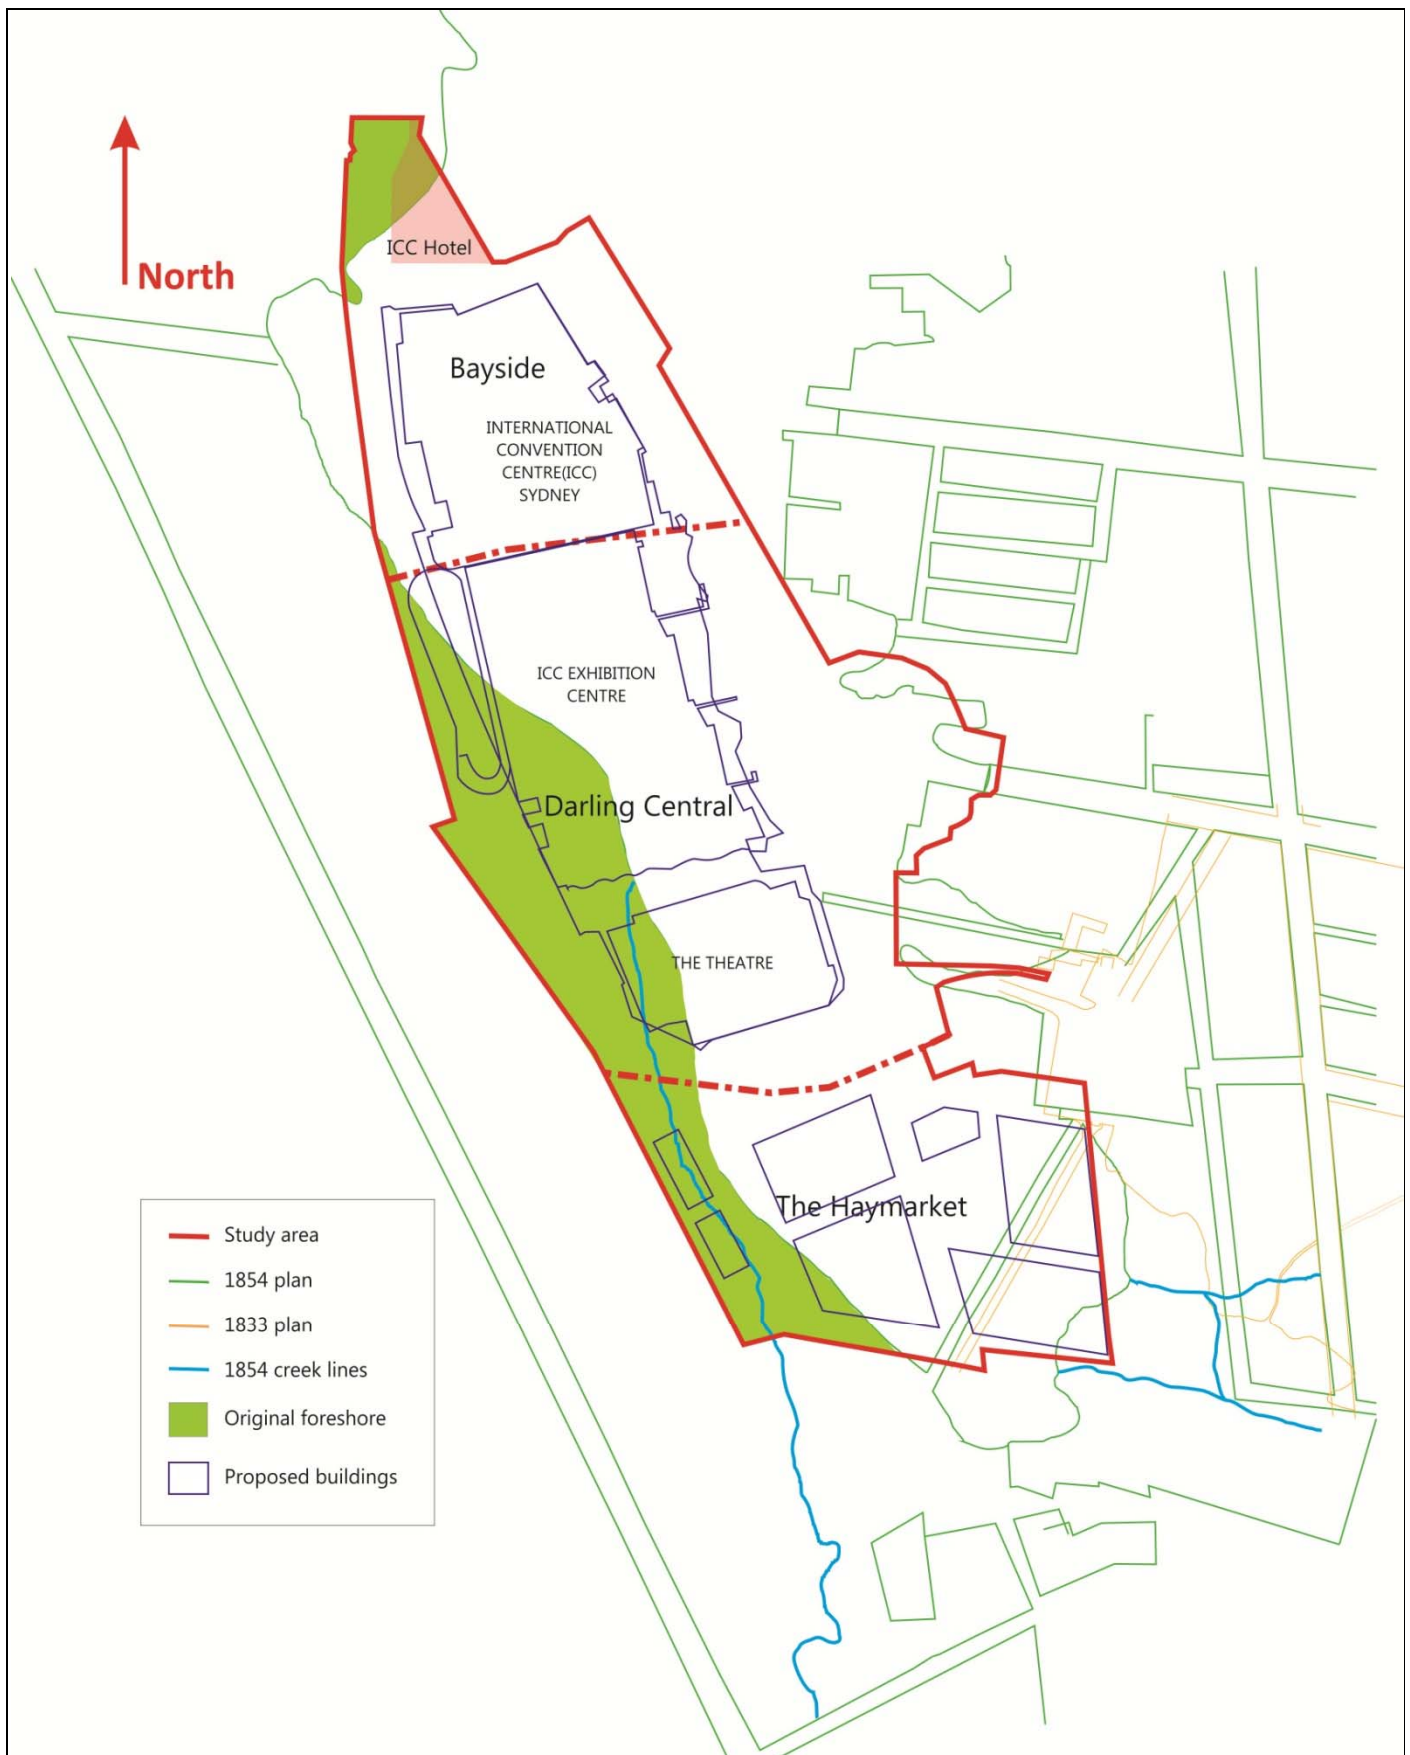 North
ICC Hotel
Bayside
INTERNATIONAL
CONVENTION
CENTRE(ICC)
SYDNEY
ICC EXHIBITION
CENTRE
Darling Central
THE THEATRE
The Haymarket
Study area
1854 plan
1833 plan
1854 creek lines
Original foreshore
Proposed buildings